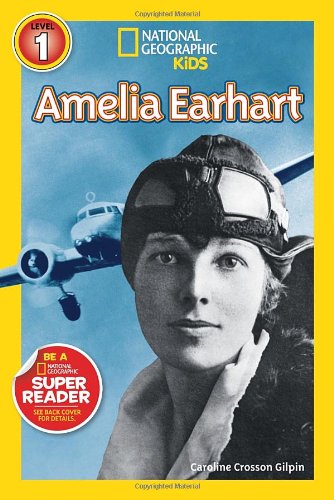 LEVEL
1
NATIONAL
GEOGRAPHIC
KiDS
Amelia Earhart
BE A
NATIONAL
GEOGRAPHIC
SUPER
READER
SEE BACK COVER
FOR DETAILS.
Caroline Crosson Gilpin